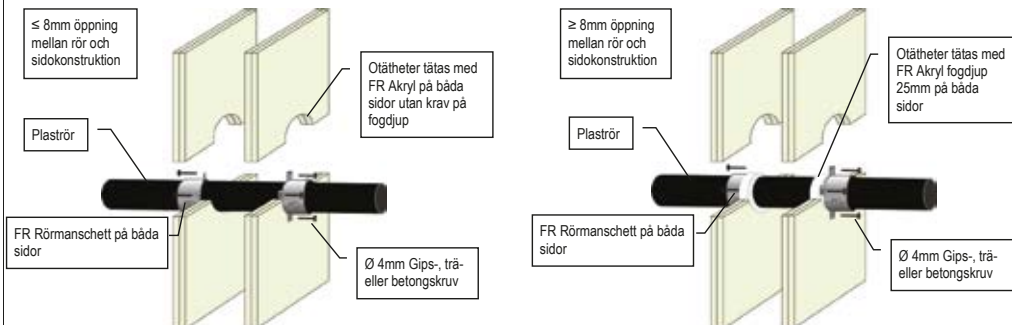 ≤ 8mm öppning
mellan rör och
sidokonstruktion
Otätheter tätas med
FR Akryl på båda
sidor utan krav på
fogdjup
Plaströr
FR Rörmanschett på båda
sidor
Ø 4mm Gips-, trä-
eller betongskruv
≥ 8mm öppning
mellan rör och
sidokonstruktion
Otätheter tätas med
FR Akryl fogdjup
25mm på båda
sidor
Plaströr
FR Rörmanschett på båda
sidor
Ø 4mm Gips-, trä-
eller betongskruv